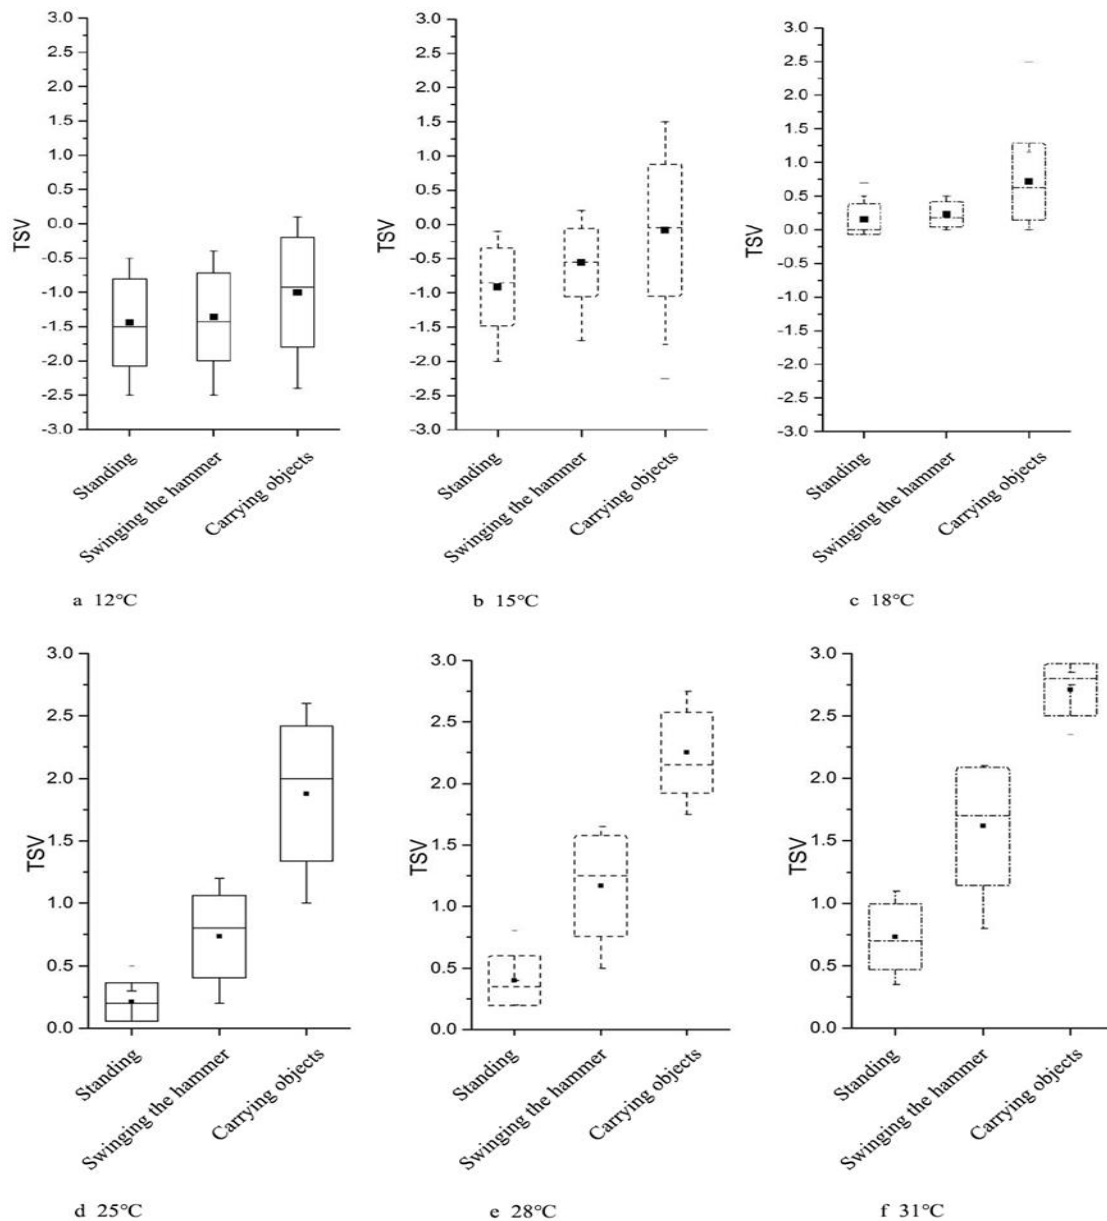 3.0
2.5
2.0
1.5
1.0
0.5
0.0
-0.5
-1.0
-1.5
-2.0
-2.5
-3.0
TSV
Standing
Swinging the hammer
Carrying objects
a 12°C
3.0
2.5
2.0
1.5
1.0
0.5
0.0
-0.5
-1.0
-1.5
-2.0
-2.5
-3.0
TSV
Standing
Swinging the hammer
Carrying objects
b 15°C
3.0
2.5
2.0
1.5
1.0
0.5
0.0
-0.5
-1.0
-1.5
-2.0
-2.5
-3.0
TSV
Standing
Swinging the hammer
Carrying objects
c 18°C
3.0
2.5
2.0
1.5
1.0
0.5
0.0
TSV
Standing
Swinging the hammer
Carrying objects
d 25°C
3.0
2.5
2.0
1.5
1.0
0.5
0.0
TSV
Standing
Swinging the hammer
Carrying objects
e 28°C
3.0
2.5
2.0
1.5
1.0
0.5
0.0
TSV
Standing
Swinging the hammer
Carrying objects
f 31°C